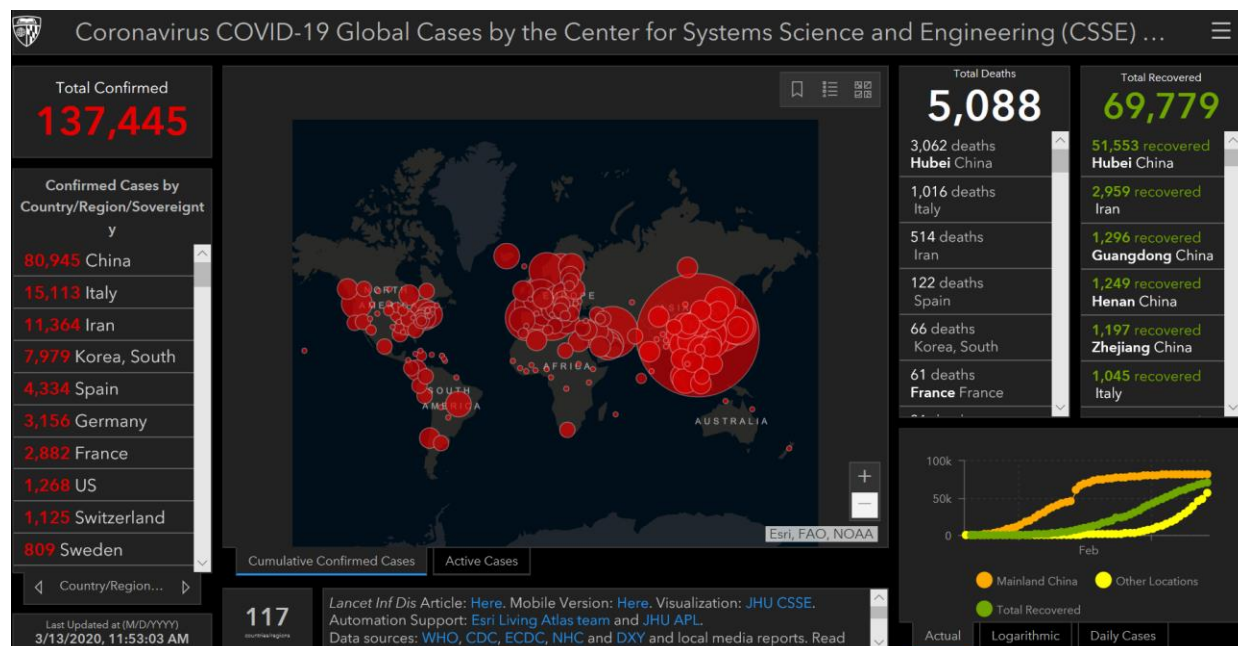 Coronavirus COVID-19 Global Cases by the Center for Systems Science and Engineering (CSSE) ...
Total Confirmed
137,445
Confirmed Cases by
Country/Region/Sovereignt
y
80,945 China
15,113 Italy
11,364 Iran
7,979 Korea, South
4,334 Spain
3,156 Germany
2,882 France
1,268 US
1,125 Switzerland
809 Sweden
Country/Region...
Last Updated at (M/D/YYYY)
3/13/2020, 11:53:03 AM
NORTH
AMERICA
EUROPE
ASIA
AFRICA
SOUTH
AMERICA
AUSTRALIA
+
−
Esri, FAO, NOAA
Cumulative Confirmed Cases
Active Cases
117
countries/regions
Lancet Inf Dis Article: Here. Mobile Version: Here. Visualization: JHU CSSE.
Automation Support: Esri Living Atlas team and JHU APL.
Data sources: WHO, CDC, ECDC, NHC and DXY and local media reports. Read
Total Deaths
5,088
3,062 deaths
Hubei China
1,016 deaths
Italy
514 deaths
Iran
122 deaths
Spain
66 deaths
Korea, South
61 deaths
France France
Total Recovered
69,779
51,553 recovered
Hubei China
2,959 recovered
Iran
1,296 recovered
Guangdong China
1,249 recovered
Henan China
1,197 recovered
Zhejiang China
1,045 recovered
Italy
100k
50k
0
Feb
Mainland China
Other Locations
Total Recovered
Actual
Logarithmic
Daily Cases